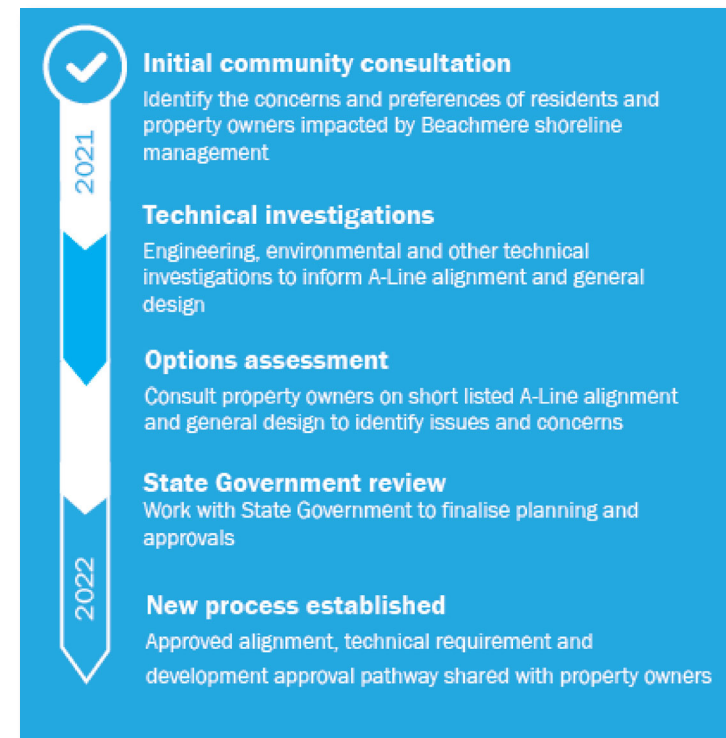 Initial community consultation
Identify the concerns and preferences of residents and
property owners impacted by Beachmere shoreline
management
2021
Technical investigations
Engineering, environmental and other technical
investigations to inform A-Line alignment and general
design
Options assessment
Consult property owners on short listed A-Line alignment
and general design to identify issues and concerns
State Government review
Work with State Government to finalise planning and
approvals
2022
New process established
Approved alignment, technical requirement and
development approval pathway shared with property owners